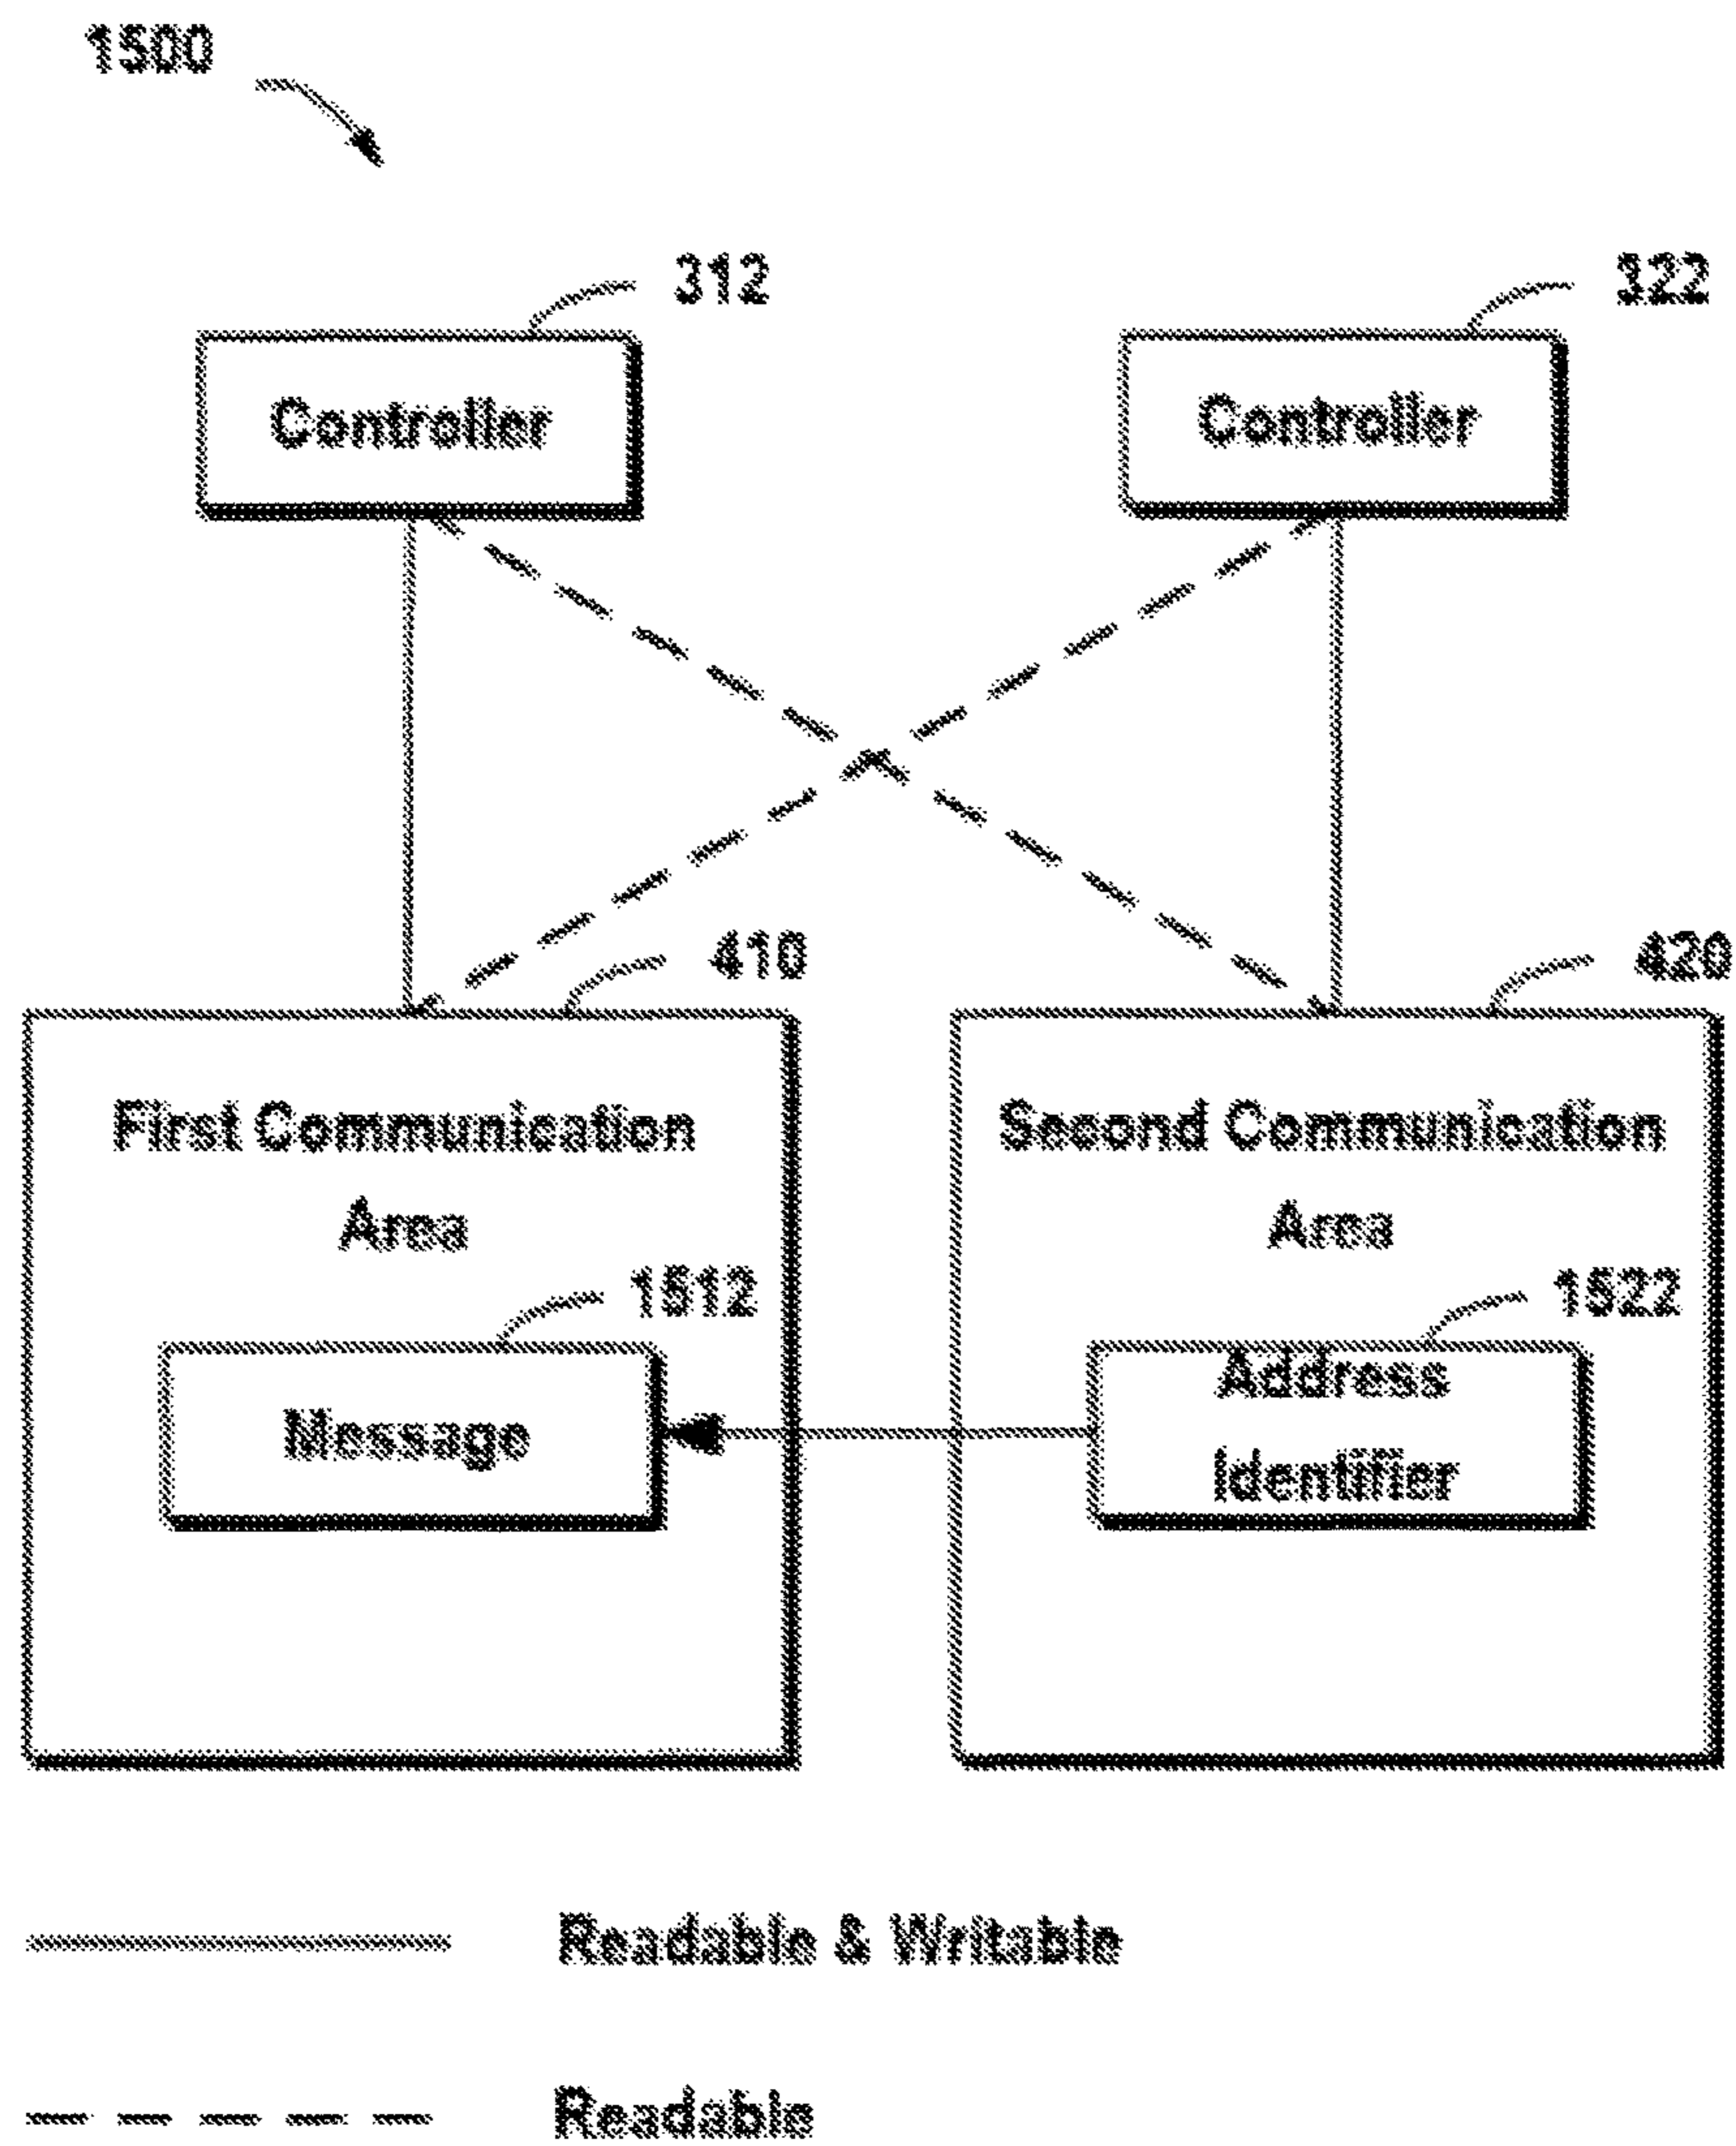 1500
312
322
Controller
Controller
410
420
First Communication
Area
Second Communication
Area
1512
1522
Message
Address
Identifier
Readable & Writable
Readable